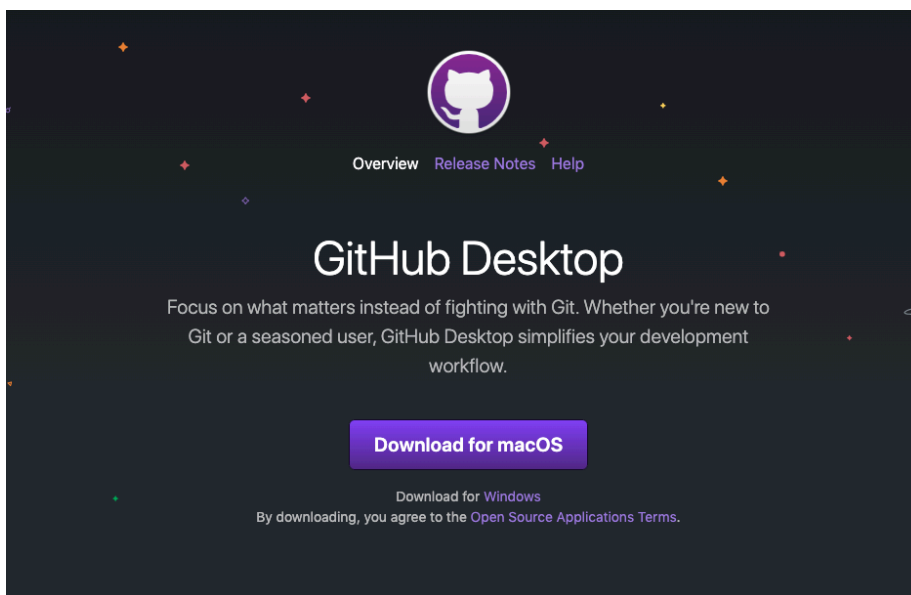 Overview Release Notes Help
GitHub Desktop
Focus on what matters instead of fighting with Git. Whether you're new to
Git or a seasoned user, GitHub Desktop simplifies your development
workflow.
Download for macOS
Download for Windows
By downloading, you agree to the Open Source Applications Terms.